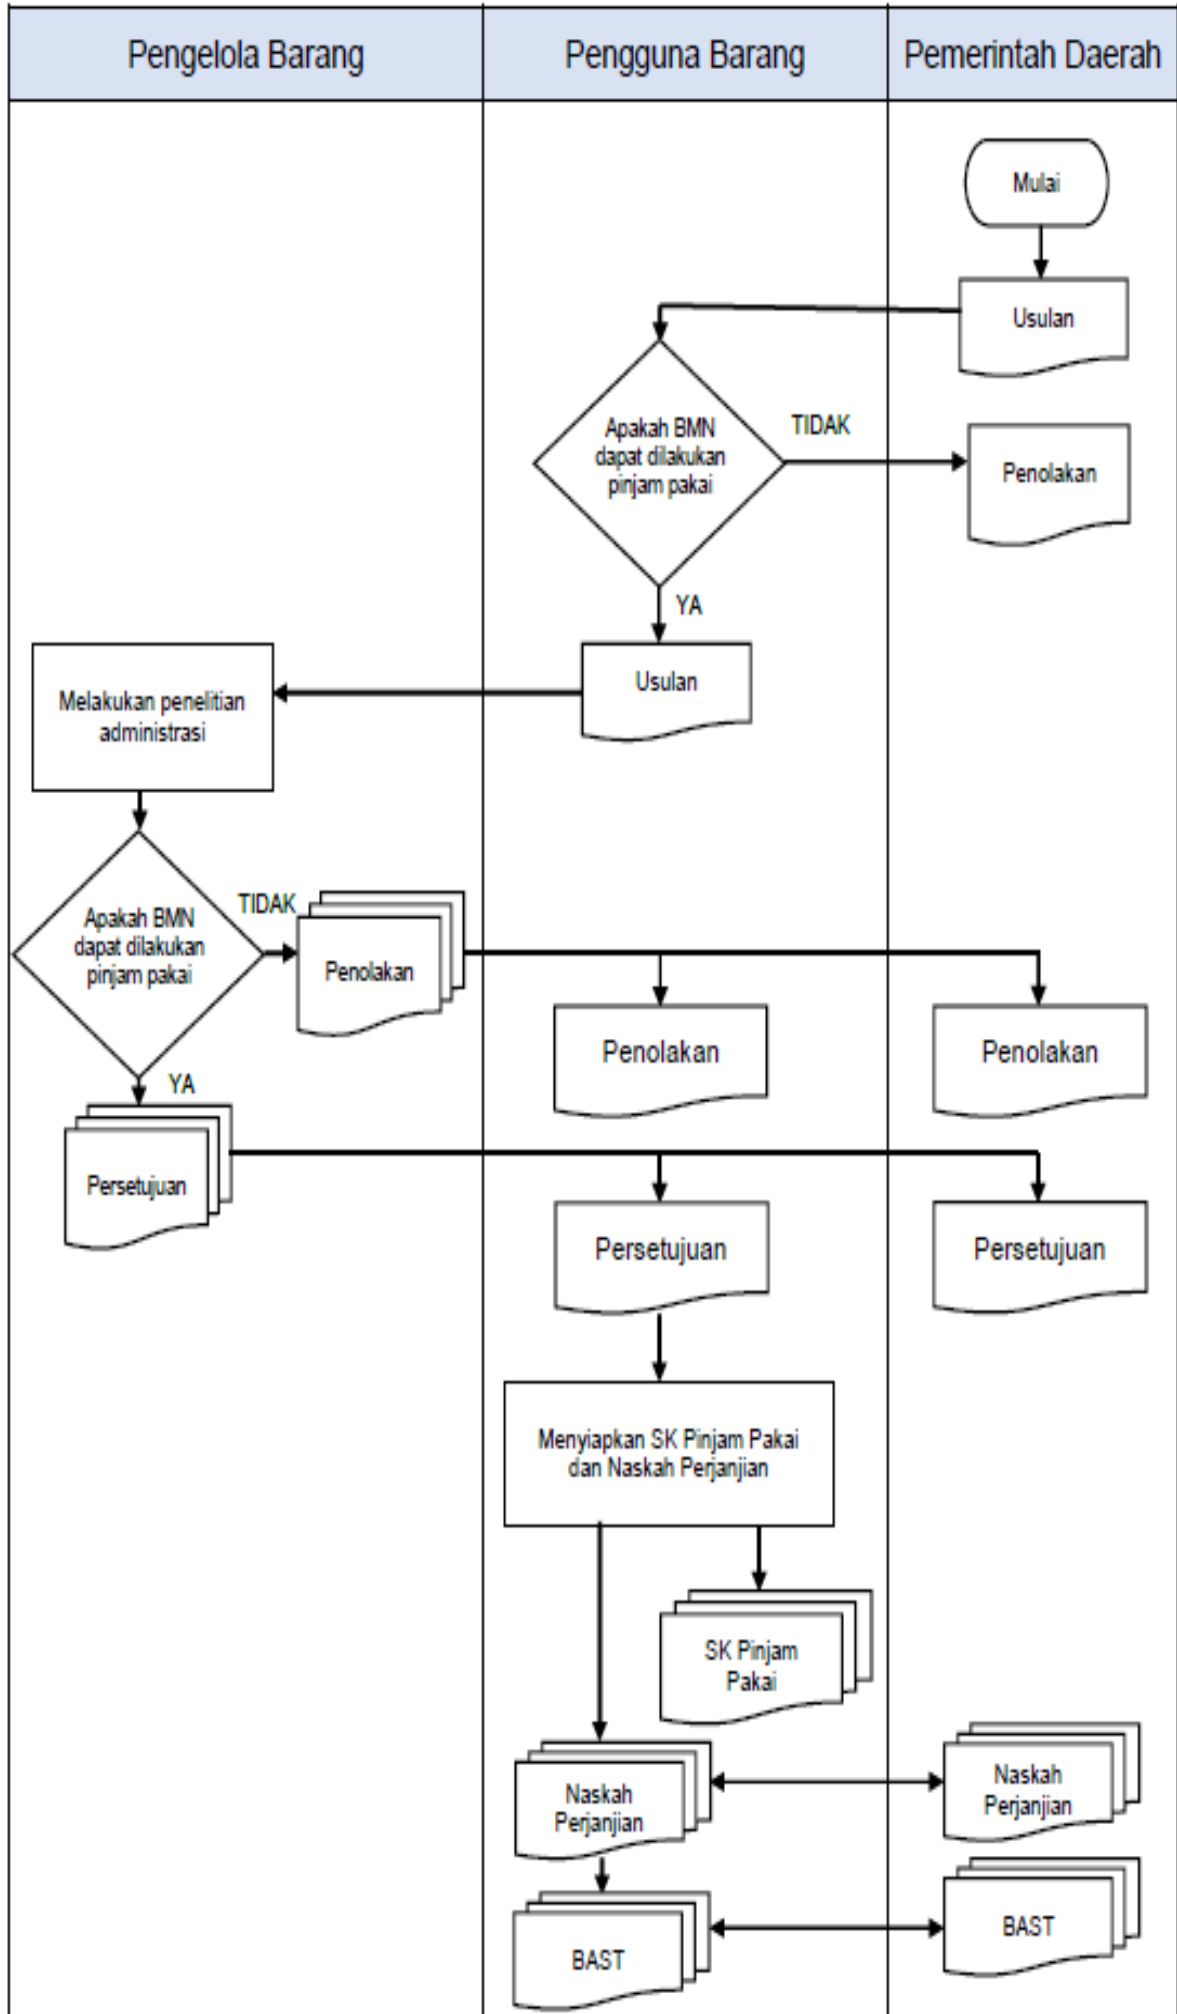 Pengelola Barang
Pengguna Barang
Pemerintah Daerah
Mulai
Usulan
Apakah BMN
dapat dilakukan
pinjam pakai
TIDAK
Penolakan
YA
Usulan
Melakukan penelitian
administrasi
Apakah BMN
dapat dilakukan
pinjam pakai
TIDAK
Penolakan
Penolakan
Penolakan
YA
Persetujuan
Persetujuan
Persetujuan
Menyiapkan SK Pinjam Pakai
dan Naskah Perjanjian
SK Pinjam
Pakai
Naskah
Perjanjian
Naskah
Perjanjian
BAST
BAST